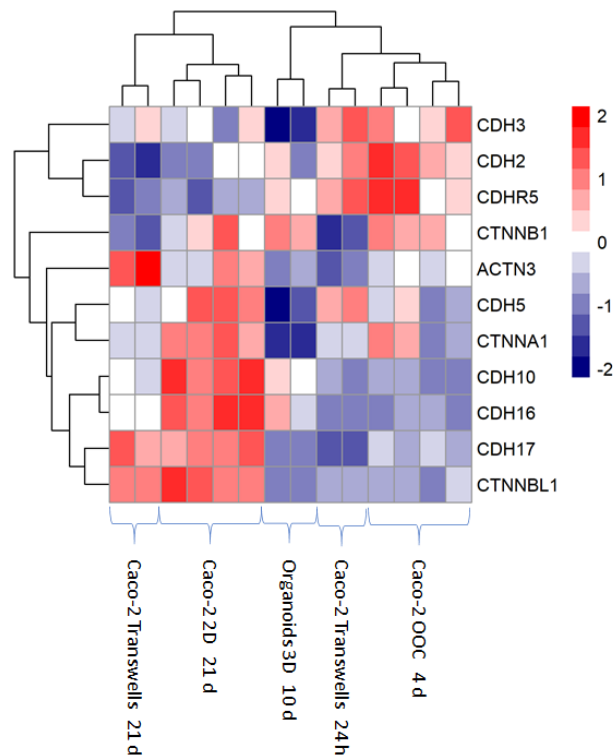 CDH3
CDH2
CDHR5
CTNNB1
ACTN3
CDH5
CTNNA1
CDH10
CDH16
CDH17
CTNNBL1
2
1
0
-1
-2
Caco-2 Transwells 21 d
Caco-2 2D 21 d
Organoids 3D 10 d
Caco-2 Transwells 24 h
Caco-2 OOC 4 d